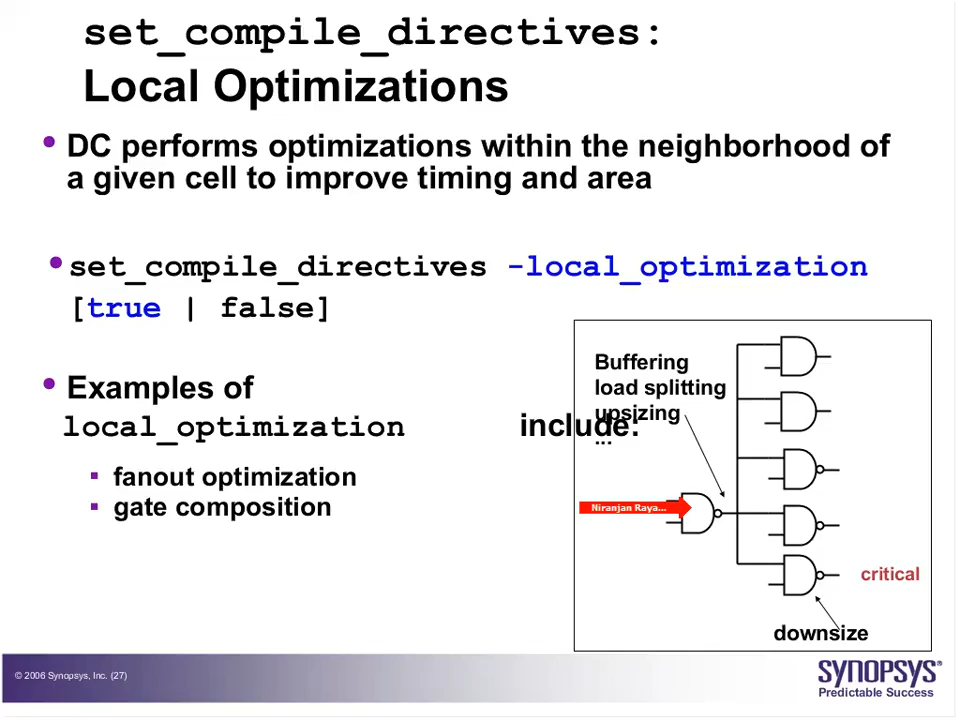 set_compile_directives:
Local Optimizations
• DC performs optimizations within the neighborhood of
a given cell to improve timing and area
• set_compile_directives -local_optimization
[true | false]
• Examples of
local_optimization include:
▪ fanout optimization
▪ gate composition
Buffering
load splitting
upsizing
...
Niranjan Raya...
critical
downsize
© 2006 Synopsys, Inc. (27)
SYNOPSYS®
Predictable Success